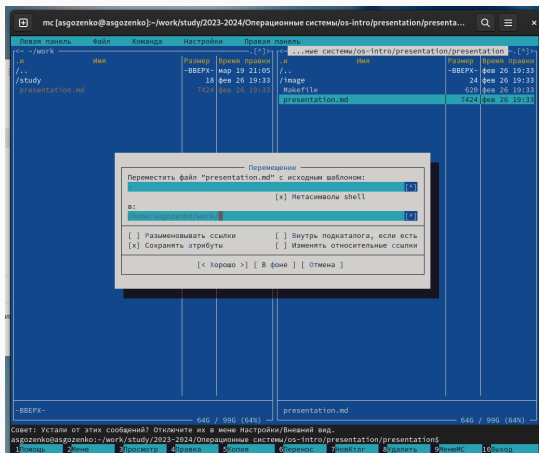 mc [asgozenko@asgozenko]:~/work/study/2023-2024/Операционные системы/os-intro/presentation/presenta...
Левая панель Файл Команда Настройки Правая панель
<- ~/work .[^]>
.и Имя Размер Время правки
/.. -ВВЕРХ- мар 19 21:05
/study 18 фев 26 19:33
presentation.md 7424 фев 26 19:33
<- ...ные системы/os-intro/presentation/presentation .[^]>
.и Имя Размер Время правки
/.. -ВВЕРХ- фев 26 19:33
/image 24 фев 26 19:33
Makefile 620 фев 26 19:33
presentation.md 7424 фев 26 19:33
Перемещение
Переместить файл "presentation.md" с исходным шаблоном:
* [^]
[x] Метасимволы shell
в:
/home/asgozenko/work/ [^]
[ ] Разыменовывать ссылки [ ] Внутрь подкаталога, если есть
[x] Сохранять атрибуты [ ] Изменять относительные ссылки
[< Хорошо >] [ В фоне ] [ Отмена ]
-ВВЕРХ- presentation.md
64G / 99G (64%) 64G / 99G (64%)
Совет: Устали от этих сообщений? Отключите их в меню Настройки/Внешний вид.
asgozenko@asgozenko:~/work/study/2023-2024/Операционные системы/os-intro/presentation/presentation$
1Помощь 2Меню 3Просмотр 4Правка 5Копия 6Перенос 7НовКтлг 8Удалить 9МенюMC 10Выход